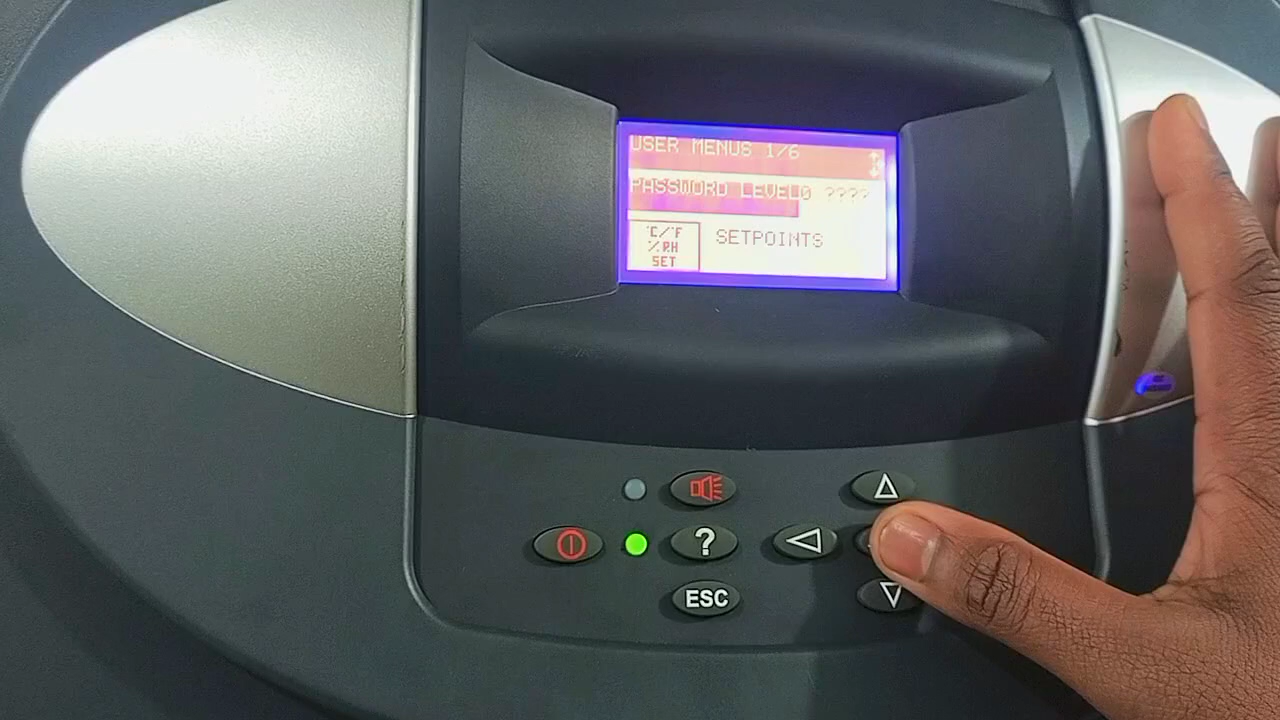 USER MENUS 1/6
PASSWORD LEVEL0 ????
°C/°F
%RH
SET
SETPOINTS
?
ESC